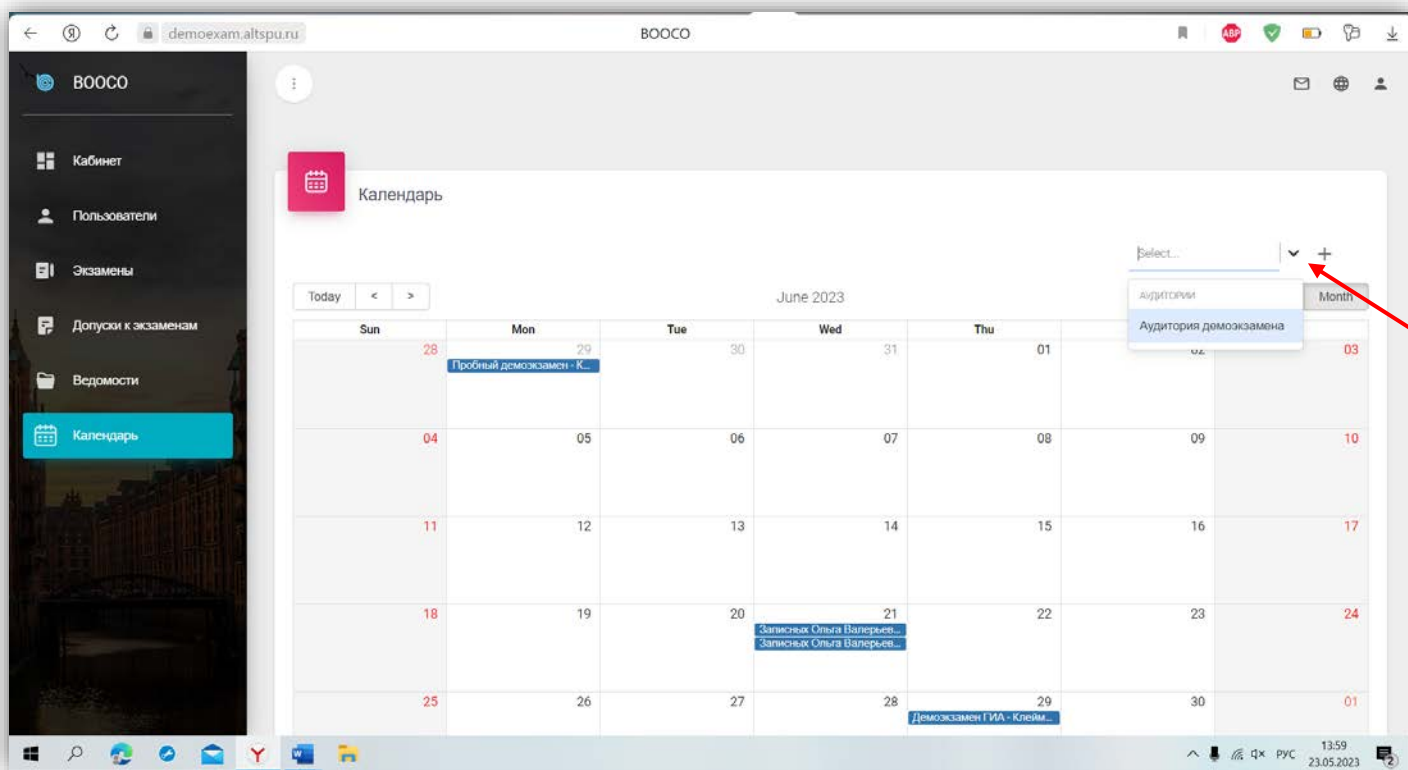 demoexam.altspu.ru
BOOCO
ABP
BOOCO
Кабинет
Пользователи
Экзамены
Допуски к экзаменам
Ведомости
Календарь
Календарь
Select...
АУДИТОРИИ
Аудитория демоэкзамена
Today < >
June 2023
Month
Sun Mon Tue Wed Thu
28 29 30 31 01 02 03
Пробный демоэкзамен - К...
04 05 06 07 08 09 10
11 12 13 14 15 16 17
18 19 20 21 22 23 24
Записных Ольга Валерьев...
Записных Ольга Валерьев...
25 26 27 28 29 30 01
Демоэкзамен ГИА - Клейм...
РУС
13:59
23.05.2023
2